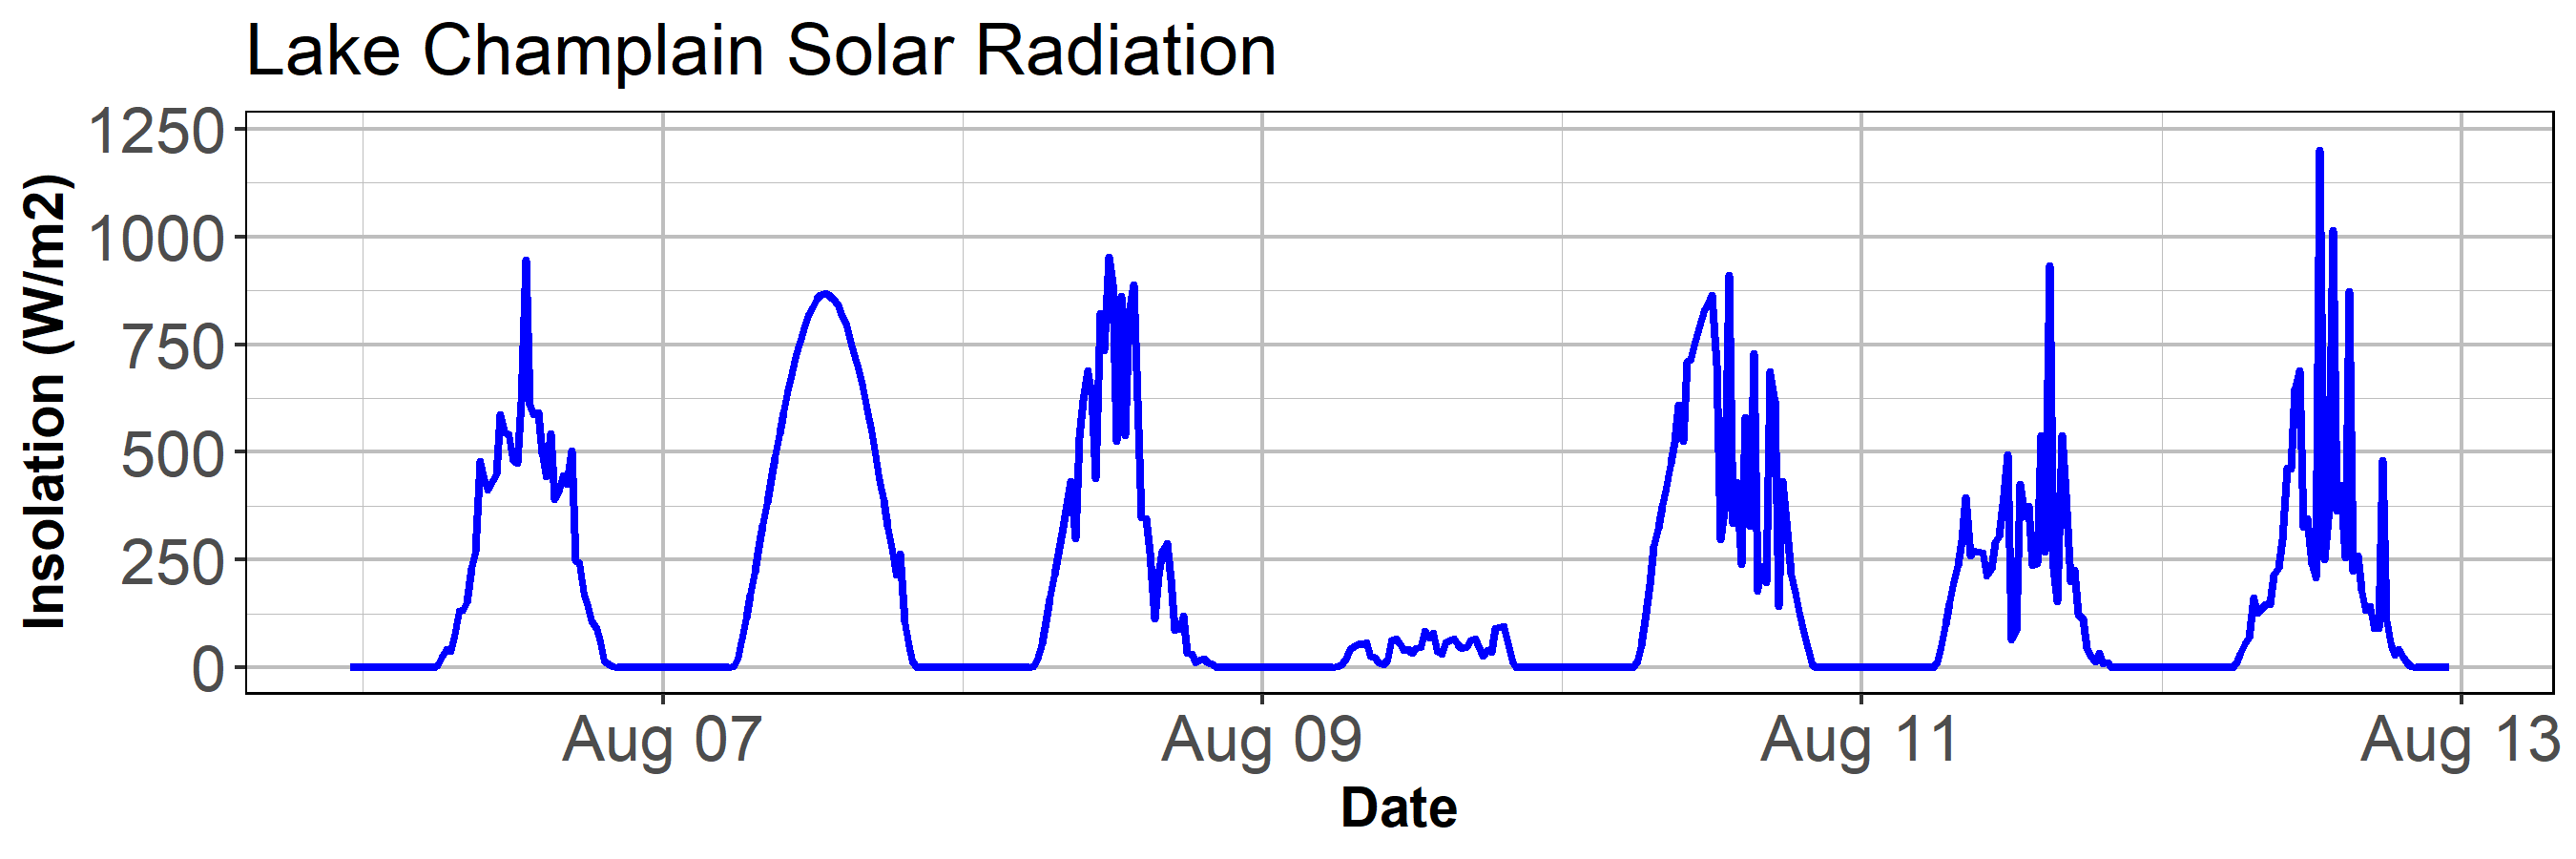 Lake Champlain Solar Radiation
1250
1000
750
500
250
0
Insolation (W/m2)
Aug 07 Aug 09 Aug 11 Aug 13
Date